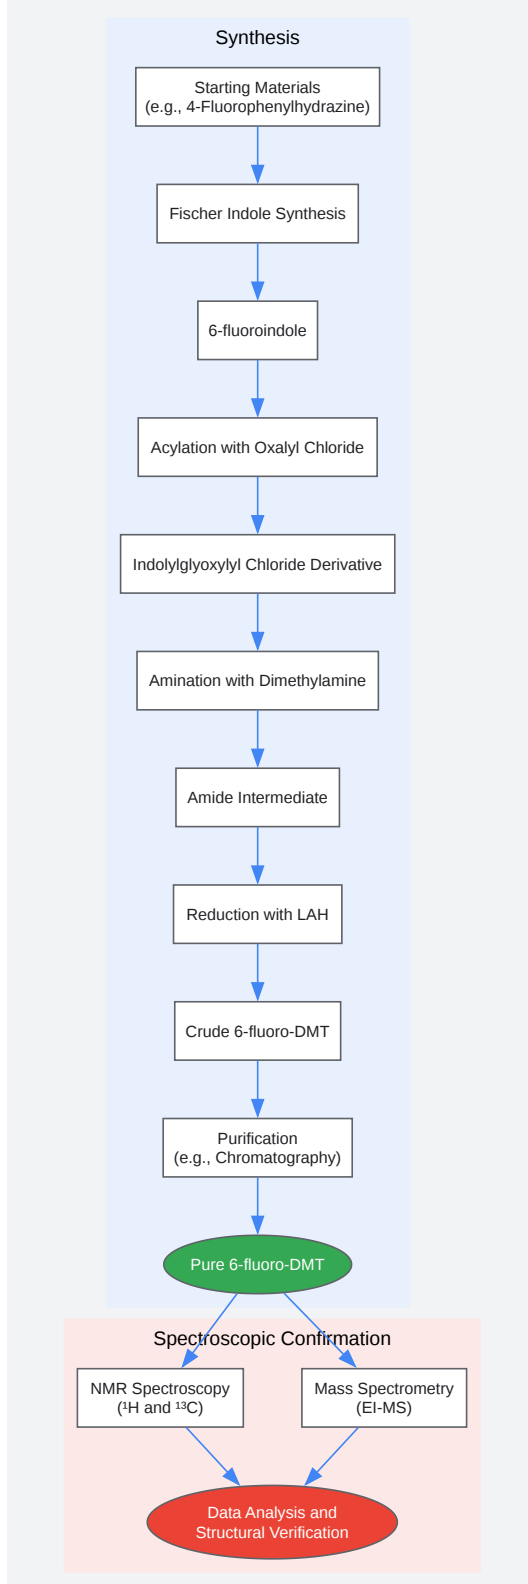 Synthesis
Starting Materials
(e.g., 4-Fluorophenylhydrazine)
Fischer Indole Synthesis
6-fluoroindole
Acylation with Oxalyl Chloride
Indolylglyoxylyl Chloride Derivative
Amination with Dimethylamine
Amide Intermediate
Reduction with LAH
Crude 6-fluoro-DMT
Purification
(e.g., Chromatography)
Pure 6-fluoro-DMT
Spectroscopic Confirmation
NMR Spectroscopy
(¹H and ¹³C)
Mass Spectrometry
(EI-MS)
Data Analysis and
Structural Verification